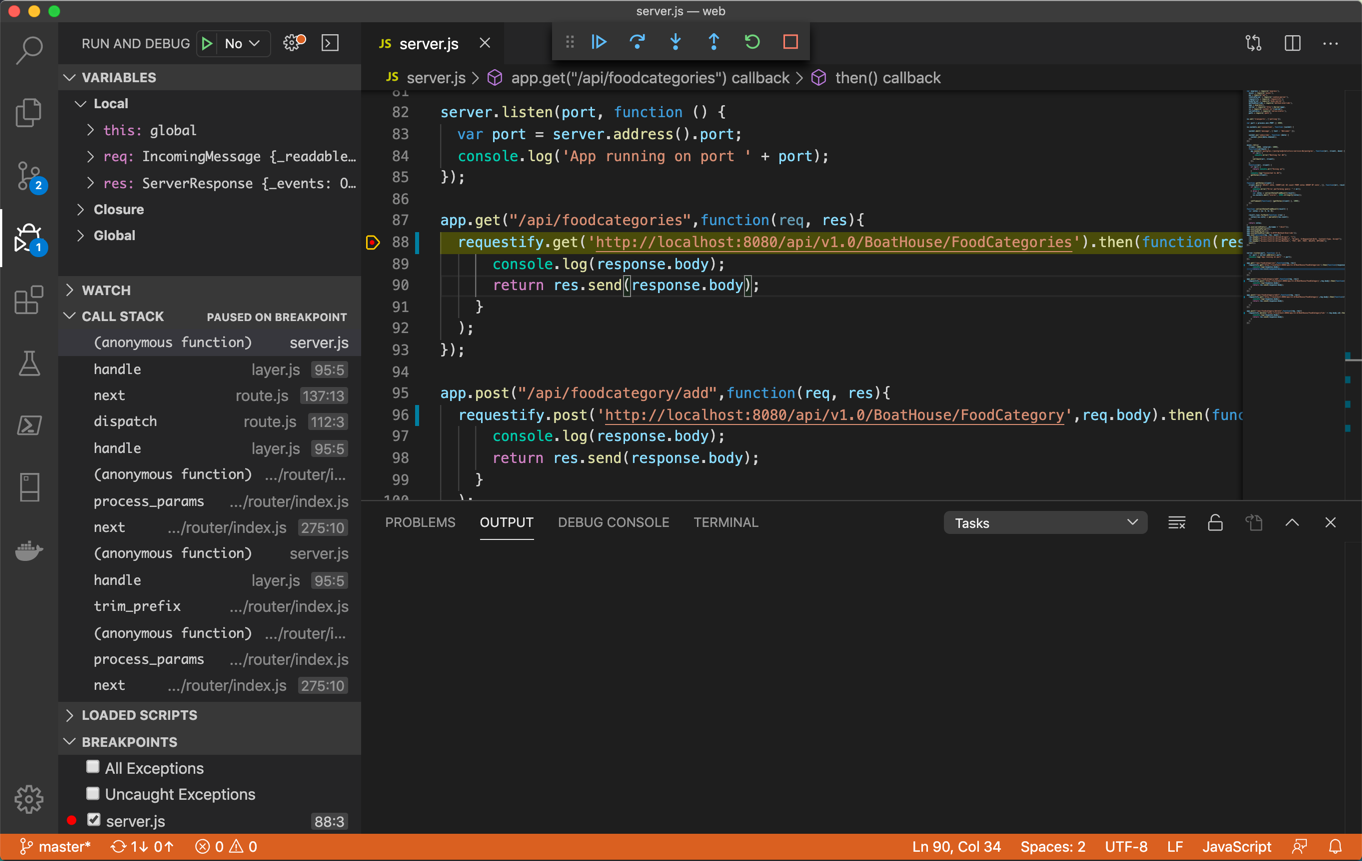 server.js — web
RUN AND DEBUG
No
JS server.js
JS server.js > app.get("/api/foodcategories") callback > then() callback
VARIABLES
Local
this: global
req: IncomingMessage {_readable…
res: ServerResponse {_events: O…
Closure
Global
WATCH
CALL STACK PAUSED ON BREAKPOINT
(anonymous function) server.js
handle layer.js 95:5
next route.js 137:13
dispatch route.js 112:3
handle layer.js 95:5
(anonymous function) …/router/i…
process_params …/router/index.js
next …/router/index.js 275:10
(anonymous function) server.js
handle layer.js 95:5
trim_prefix …/router/index.js
(anonymous function) …/router/i…
process_params …/router/index.js
next …/router/index.js 275:10
LOADED SCRIPTS
BREAKPOINTS
All Exceptions
Uncaught Exceptions
server.js 88:3
2
1
81
82 server.listen(port, function () {
83 var port = server.address().port;
84 console.log('App running on port ' + port);
85 });
86
87 app.get("/api/foodcategories",function(req, res){
88 requestify.get('http://localhost:8080/api/v1.0/BoatHouse/FoodCategories').then(function(res
89 console.log(response.body);
90 return res.send(response.body);
91 }
92 );
93 });
94
95 app.post("/api/foodcategory/add",function(req, res){
96 requestify.post('http://localhost:8080/api/v1.0/BoatHouse/FoodCategory',req.body).then(func
97 console.log(response.body);
98 return res.send(response.body);
99 }
100 );
PROBLEMS OUTPUT DEBUG CONSOLE TERMINAL
Tasks
master* 1↓ 0↑ 0 0
Ln 90, Col 34 Spaces: 2 UTF-8 LF JavaScript